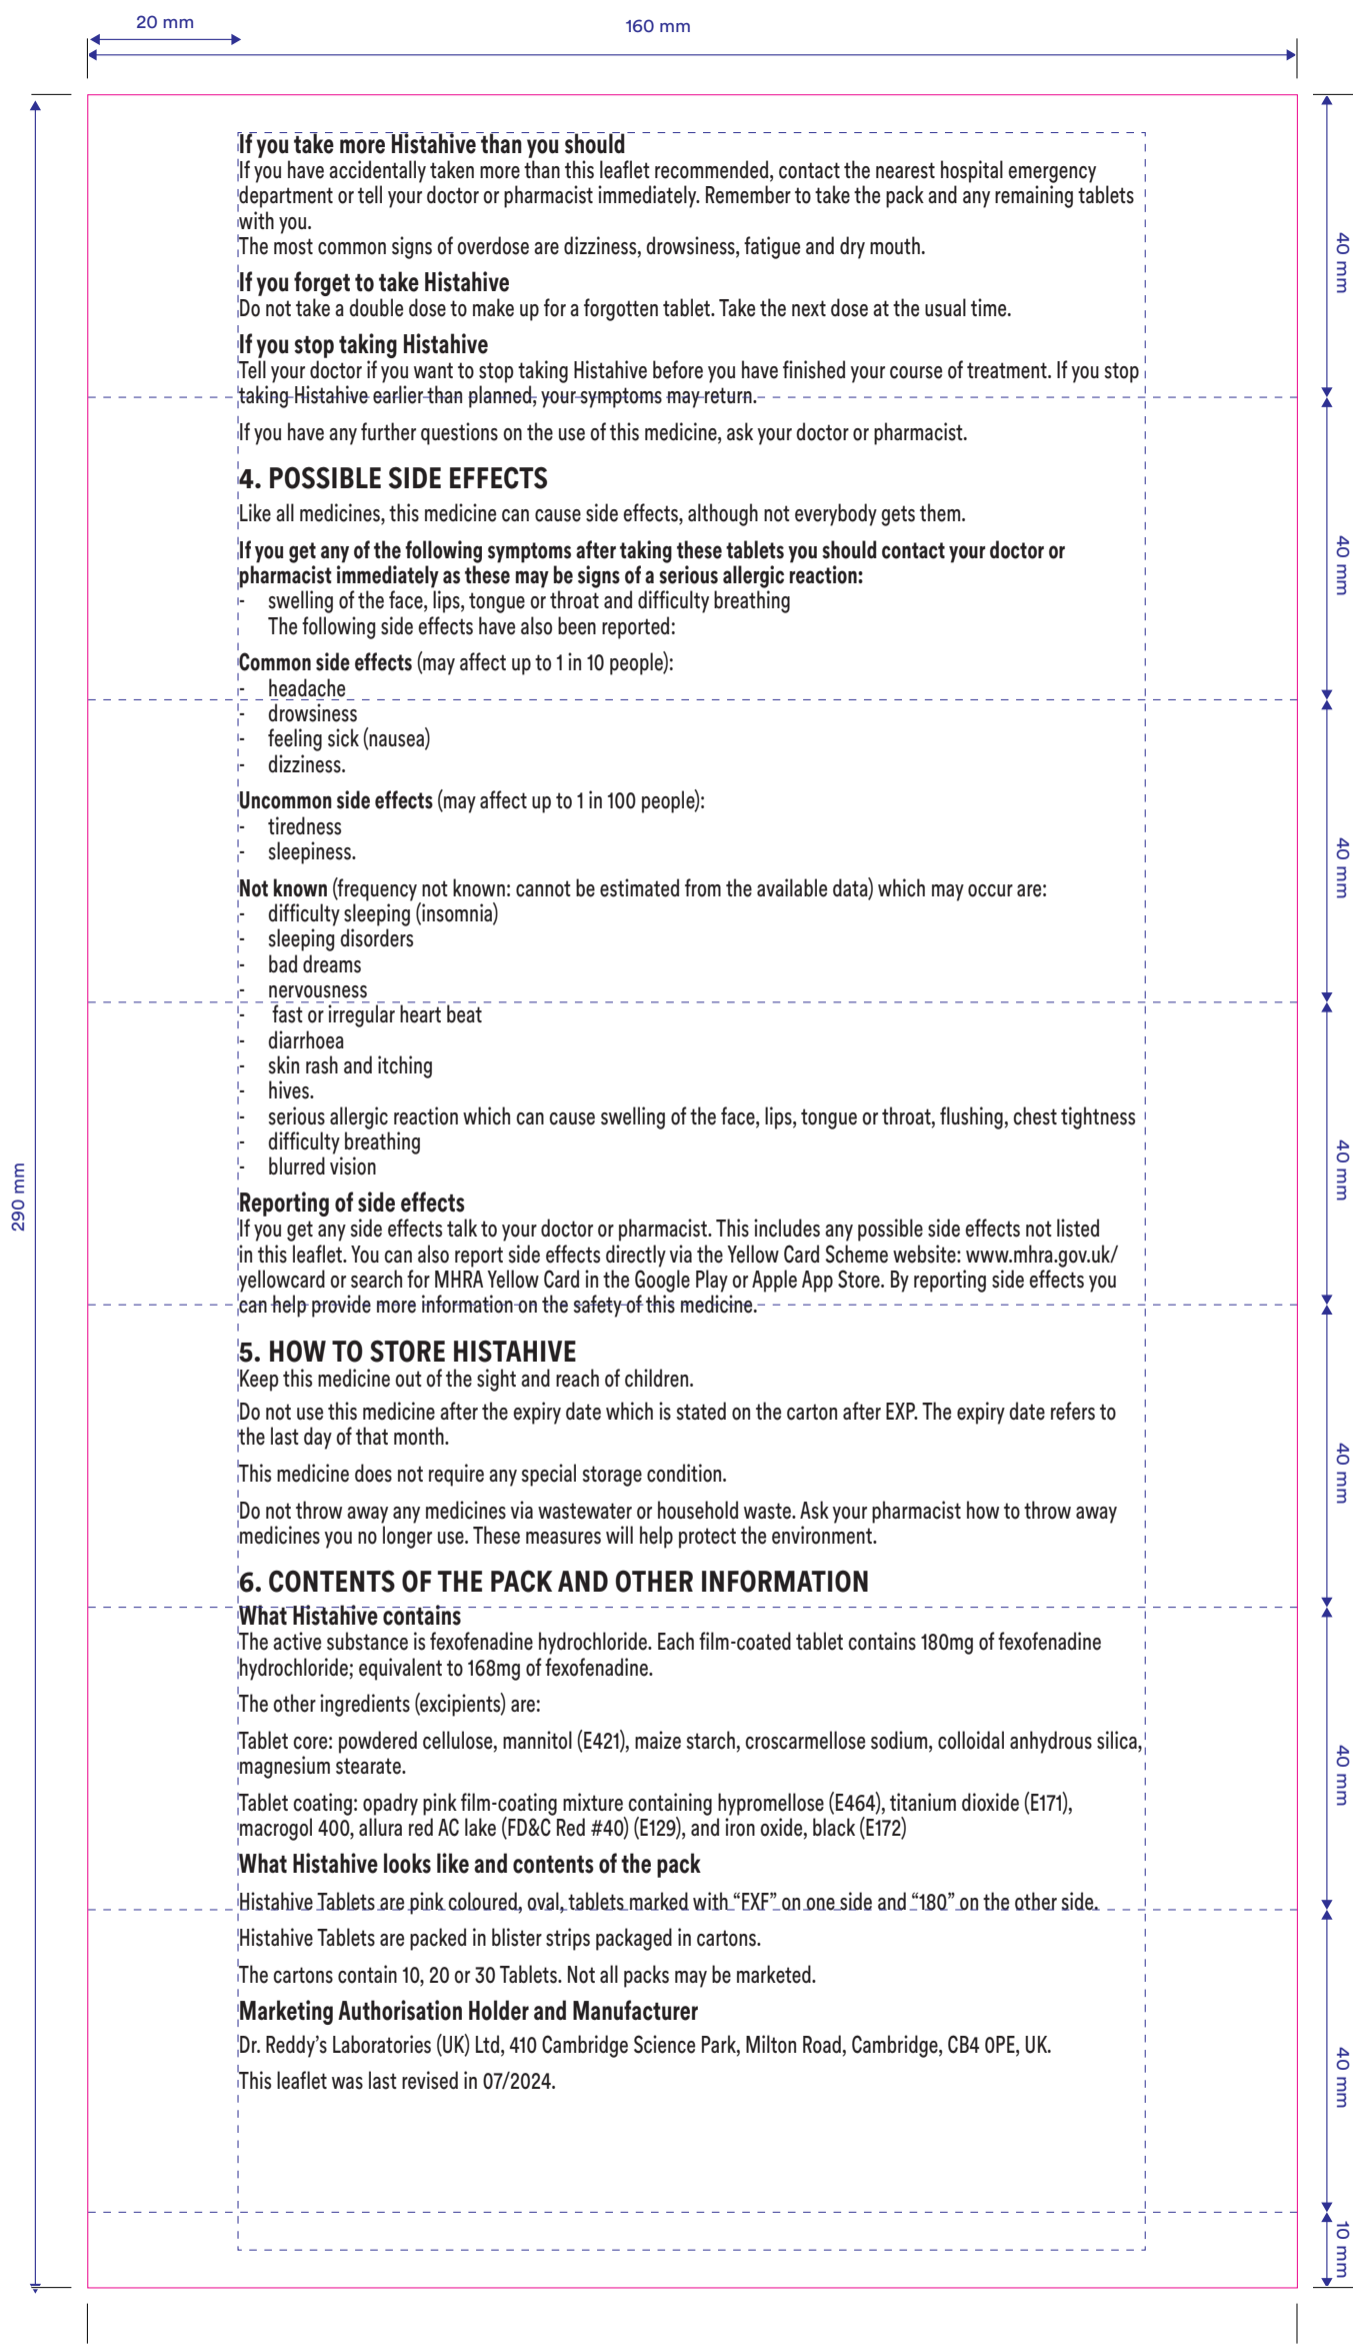 20 mm
160 mm
If you take more Histahive than you should
If you have accidentally taken more than this leaflet recommended, contact the nearest hospital emergency
department or tell your doctor or pharmacist immediately. Remember to take the pack and any remaining tablets
with you.
The most common signs of overdose are dizziness, drowsiness, fatigue and dry mouth.
If you forget to take Histahive
Do not take a double dose to make up for a forgotten tablet. Take the next dose at the usual time.
If you stop taking Histahive
Tell your doctor if you want to stop taking Histahive before you have finished your course of treatment. If you stop
taking Histahive earlier than planned, your symptoms may return.
If you have any further questions on the use of this medicine, ask your doctor or pharmacist.
4. POSSIBLE SIDE EFFECTS
Like all medicines, this medicine can cause side effects, although not everybody gets them.
If you get any of the following symptoms after taking these tablets you should contact your doctor or
pharmacist immediately as these may be signs of a serious allergic reaction:
- swelling of the face, lips, tongue or throat and difficulty breathing
The following side effects have also been reported:
Common side effects (may affect up to 1 in 10 people):
- headache
- drowsiness
- feeling sick (nausea)
- dizziness.
Uncommon side effects (may affect up to 1 in 100 people):
- tiredness
- sleepiness.
Not known (frequency not known: cannot be estimated from the available data) which may occur are:
- difficulty sleeping (insomnia)
- sleeping disorders
- bad dreams
- nervousness
- fast or irregular heart beat
- diarrhoea
- skin rash and itching
- hives.
- serious allergic reaction which can cause swelling of the face, lips, tongue or throat, flushing, chest tightness
- difficulty breathing
- blurred vision
Reporting of side effects
If you get any side effects talk to your doctor or pharmacist. This includes any possible side effects not listed
in this leaflet. You can also report side effects directly via the Yellow Card Scheme website: www.mhra.gov.uk/
yellowcard or search for MHRA Yellow Card in the Google Play or Apple App Store. By reporting side effects you
can help provide more information on the safety of this medicine.
5. HOW TO STORE HISTAHIVE
Keep this medicine out of the sight and reach of children.
Do not use this medicine after the expiry date which is stated on the carton after EXP. The expiry date refers to
the last day of that month.
This medicine does not require any special storage condition.
Do not throw away any medicines via wastewater or household waste. Ask your pharmacist how to throw away
medicines you no longer use. These measures will help protect the environment.
6. CONTENTS OF THE PACK AND OTHER INFORMATION
What Histahive contains
The active substance is fexofenadine hydrochloride. Each film-coated tablet contains 180mg of fexofenadine
hydrochloride; equivalent to 168mg of fexofenadine.
The other ingredients (excipients) are:
Tablet core: powdered cellulose, mannitol (E421), maize starch, croscarmellose sodium, colloidal anhydrous silica,
magnesium stearate.
Tablet coating: opadry pink film-coating mixture containing hypromellose (E464), titanium dioxide (E171),
macrogol 400, allura red AC lake (FD&C Red #40) (E129), and iron oxide, black (E172)
What Histahive looks like and contents of the pack
Histahive Tablets are pink coloured, oval, tablets marked with “FXF” on one side and “180” on the other side.
Histahive Tablets are packed in blister strips packaged in cartons.
The cartons contain 10, 20 or 30 Tablets. Not all packs may be marketed.
Marketing Authorisation Holder and Manufacturer
Dr. Reddy’s Laboratories (UK) Ltd, 410 Cambridge Science Park, Milton Road, Cambridge, CB4 0PE, UK.
This leaflet was last revised in 07/2024.
290 mm
40 mm
40 mm
40 mm
40 mm
40 mm
40 mm
40 mm
10 mm